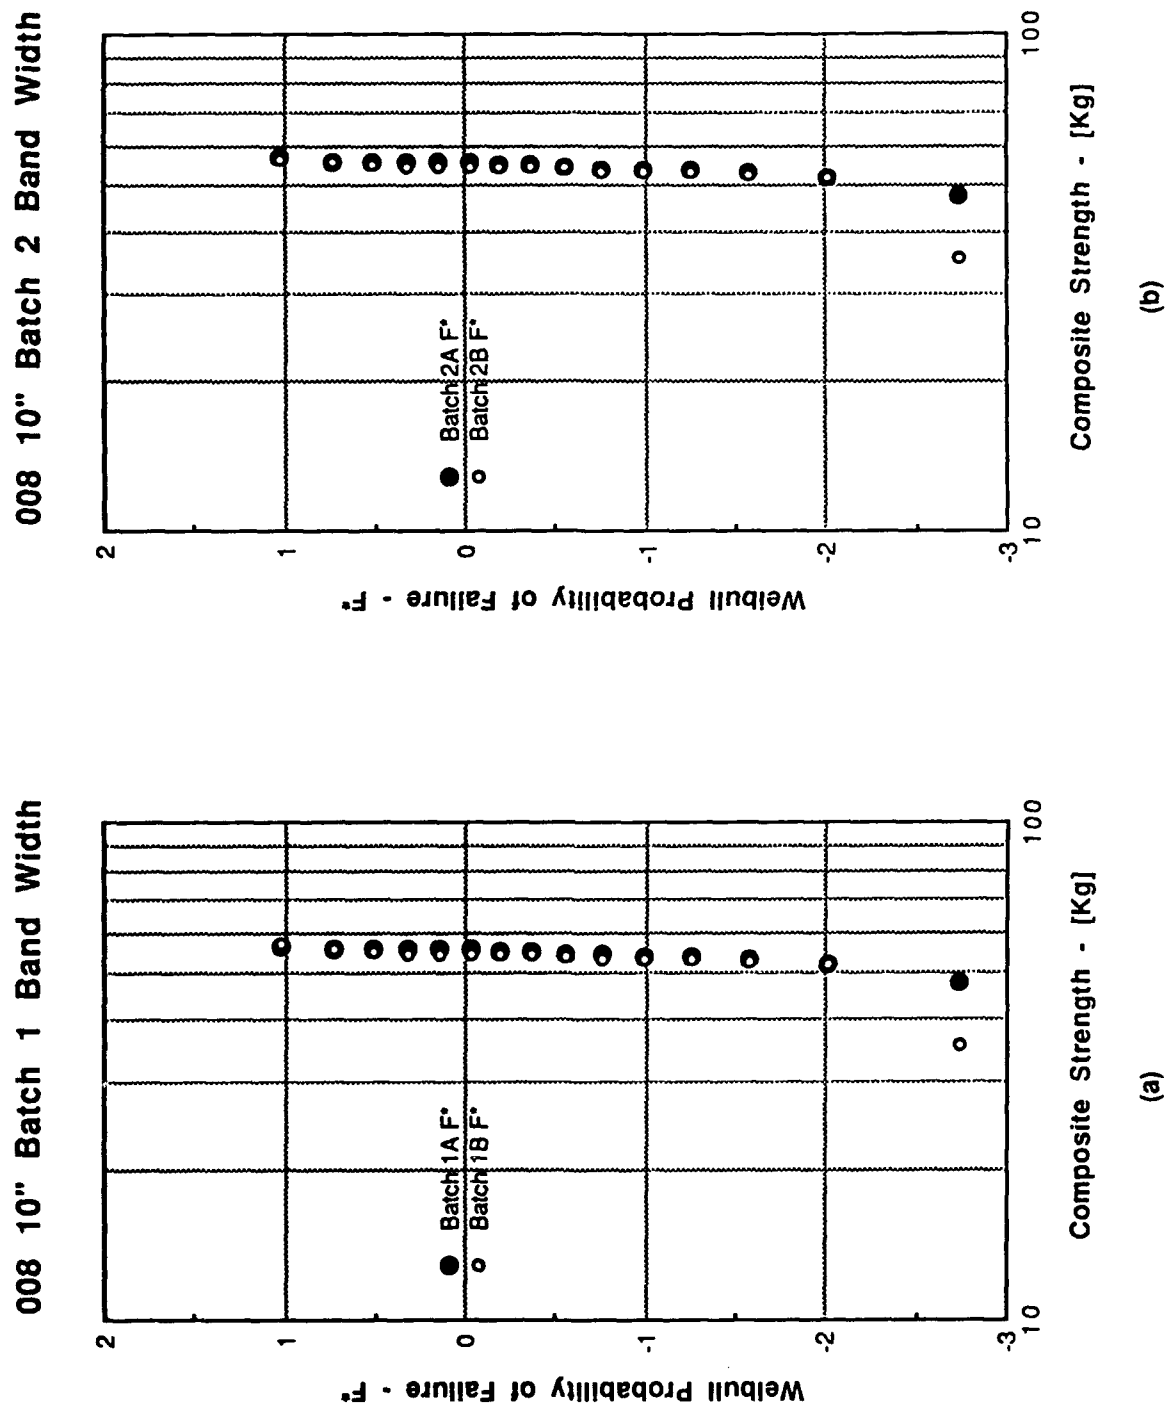 008 10" Batch 1 Band Width
2
1
0
-1
-2
-3
Weibull Probability of Failure - F*
Batch 1A F*
Batch 1B F*
10
100
Composite Strength - [Kg]
(a)
008 10" Batch 2 Band Width
2
1
0
-1
-2
-3
Weibull Probability of Failure - F*
Batch 2A F*
Batch 2B F*
10
100
Composite Strength - [Kg]
(b)